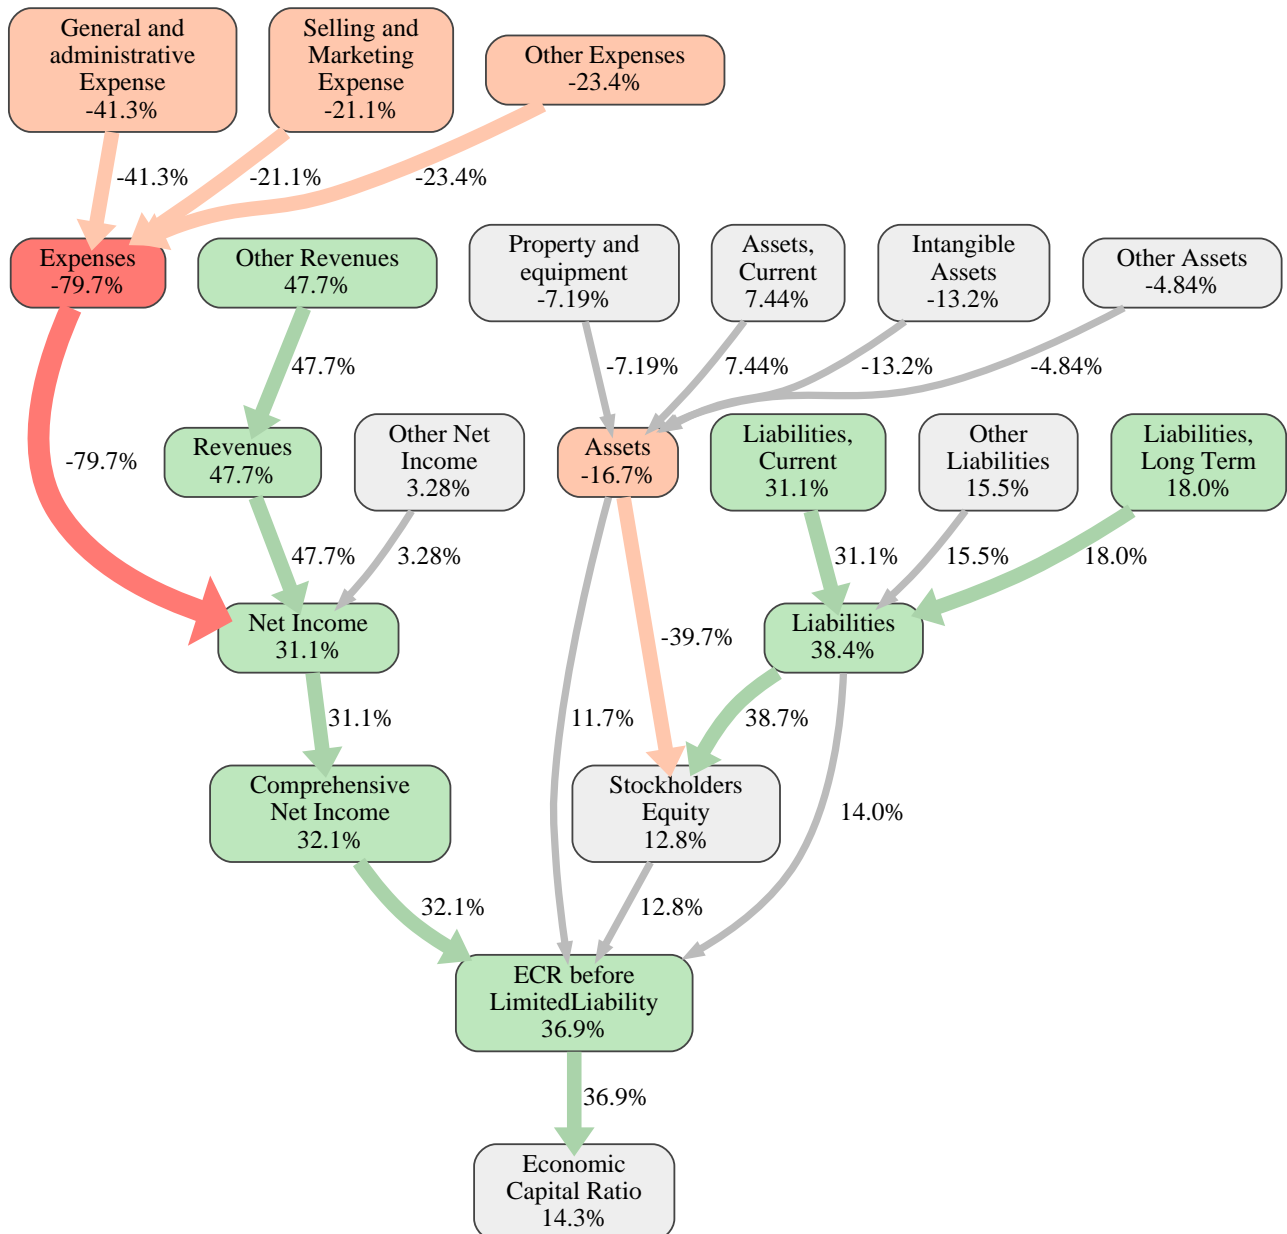 General and
administrative
Expense
-41.3%
Selling and
Marketing
Expense
-21.1%
Other Expenses
-23.4%
-41.3%
-21.1%
-23.4%
Expenses
-79.7%
Other Revenues
47.7%
Property and
equipment
-7.19%
Assets,
Current
7.44%
Intangible
Assets
-13.2%
Other Assets
-4.84%
47.7%
-7.19%
7.44%
-13.2%
-4.84%
Revenues
47.7%
Other Net
Income
3.28%
Assets
-16.7%
Liabilities,
Current
31.1%
Other
Liabilities
15.5%
Liabilities,
Long Term
18.0%
-79.7%
47.7%
3.28%
31.1%
15.5%
18.0%
Net Income
31.1%
-39.7%
Liabilities
38.4%
31.1%
11.7%
38.7%
Comprehensive
Net Income
32.1%
Stockholders
Equity
12.8%
14.0%
32.1%
12.8%
ECR before
LimitedLiability
36.9%
36.9%
Economic
Capital Ratio
14.3%